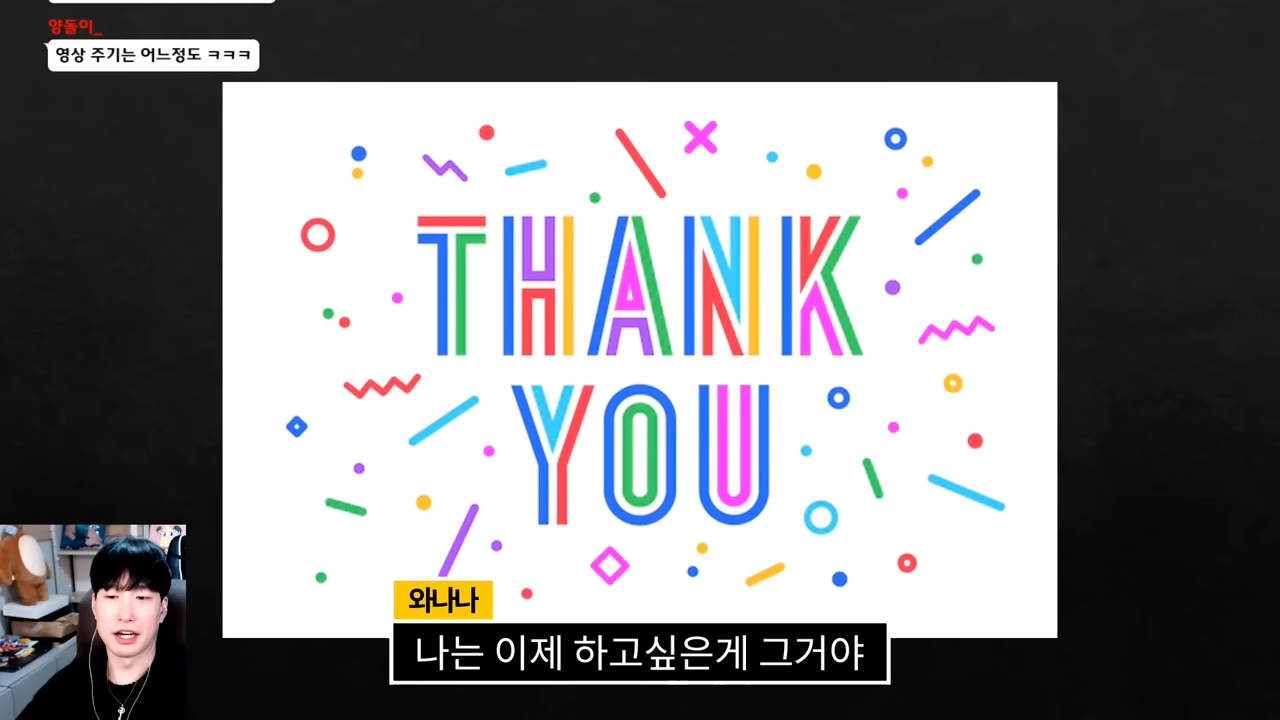 양돌이_
영상 주기는 어느정도 ㅋㅋㅋ
THANK
YOU
와나나
나는 이제 하고싶은게 그거야